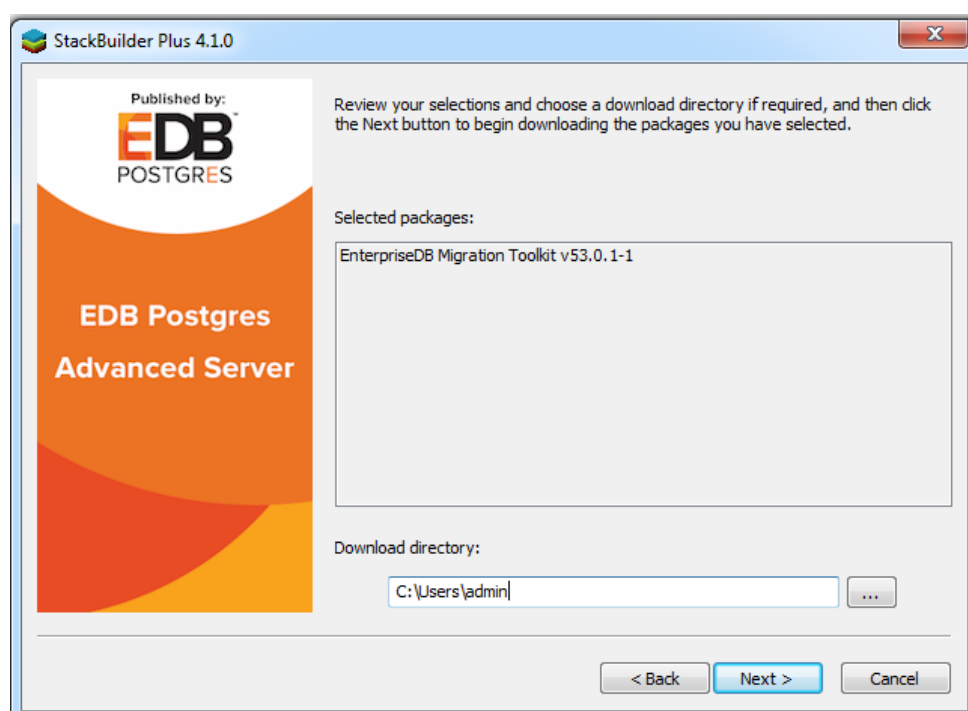 StackBuilder Plus 4.1.0
Published by:
EDB™
POSTGRES
EDB Postgres
Advanced Server
Review your selections and choose a download directory if required, and then click
the Next button to begin downloading the packages you have selected.
Selected packages:
EnterpriseDB Migration Toolkit v53.0.1-1
Download directory:
C:\Users\admin
...
< Back
Next >
Cancel